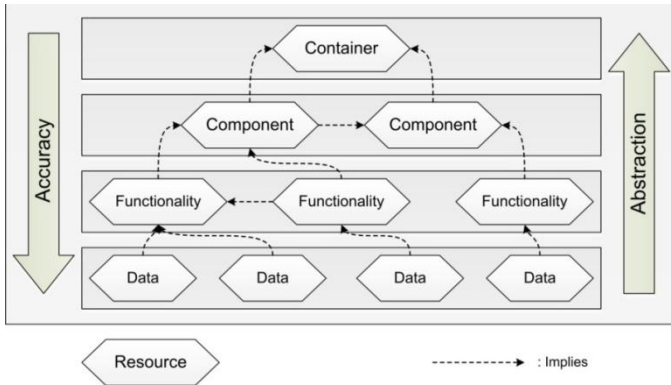 Container
Component Component
Functionality Functionality Functionality
Data Data Data Data
Accuracy
Abstraction
Resource
: Implies